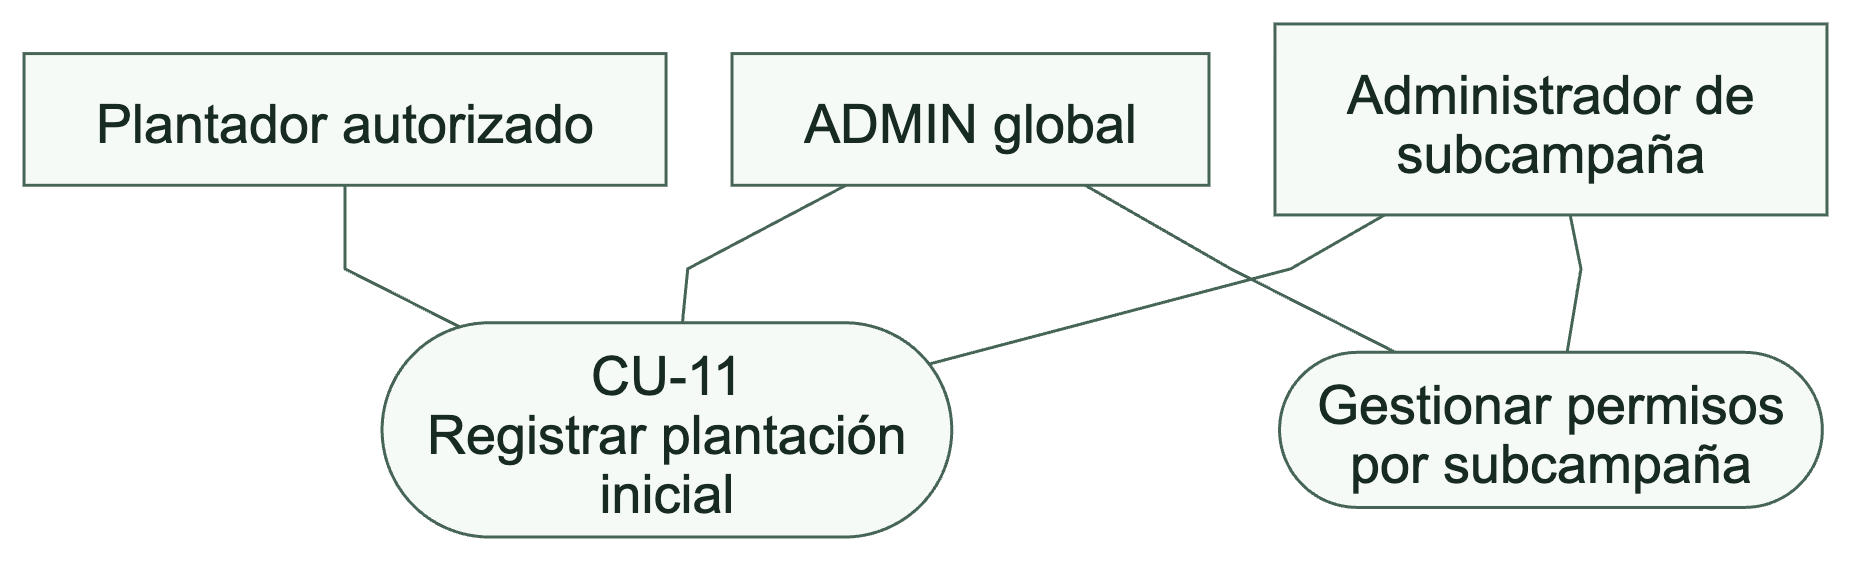 Plantador autorizado
ADMIN global
Administrador de
subcampaña
CU-11
Registrar plantación
inicial
Gestionar permisos
por subcampaña